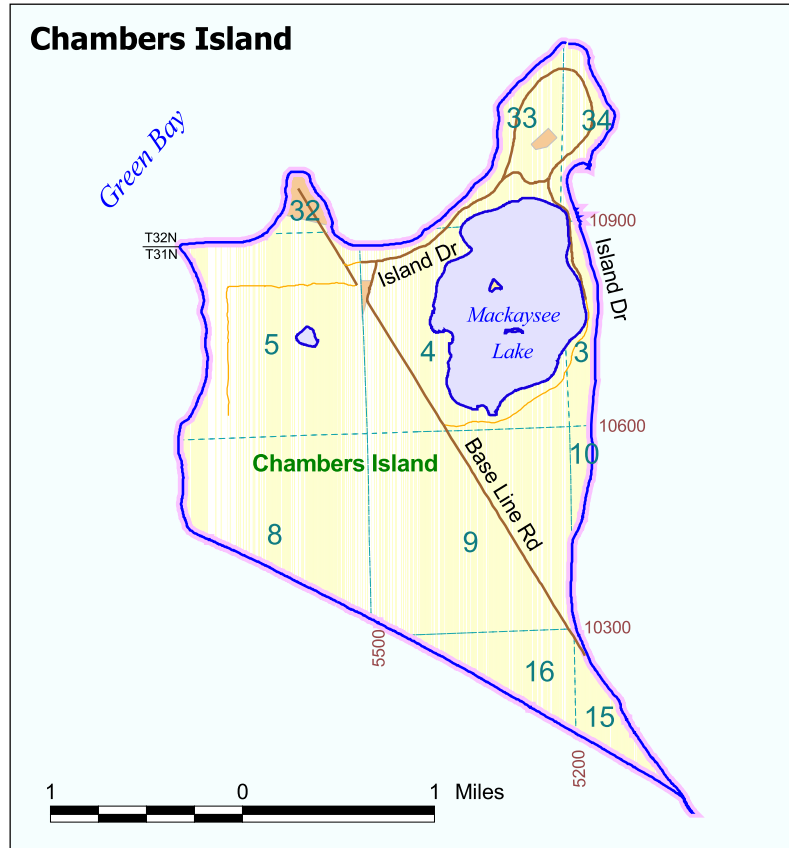 Chambers Island
Green Bay
33
34
32
10900
T32N
T31N
Island Dr
Island Dr
Mackaysee
Lake
5
4
3
10600
Chambers Island
10
Base Line Rd
8
9
10300
5500
16
15
5200
1 0 1 Miles